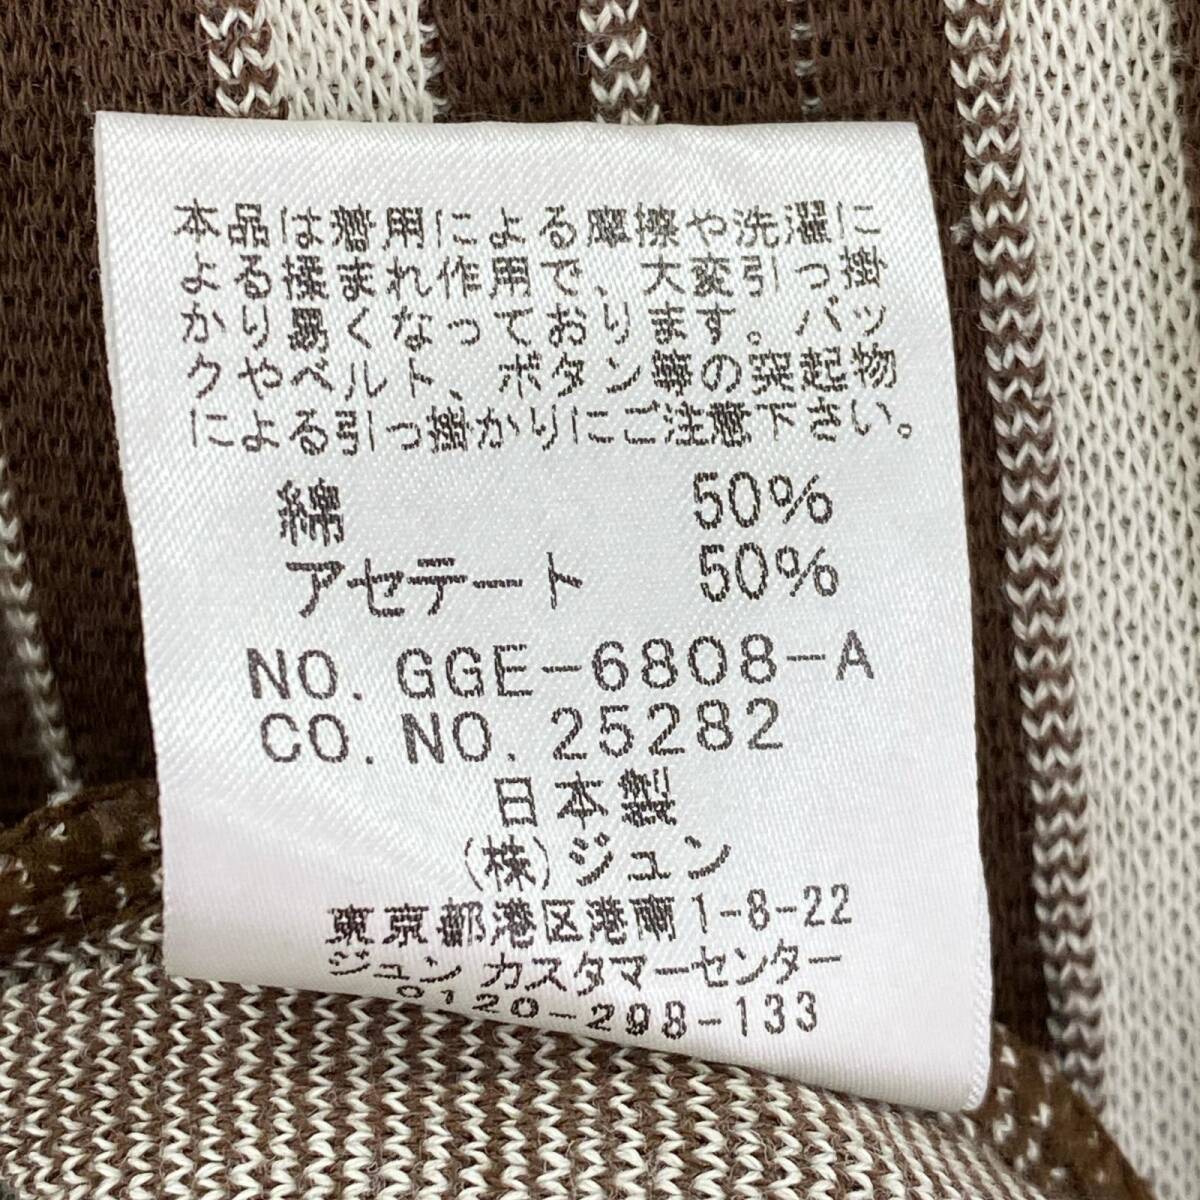 本品は着用による摩擦や洗濯に
よる揉まれ作用で、大変引っ掛
かり易くなっております。バッ
クやベルト、ボタン等の突起物
による引っ掛かりにご注意下さい。
綿 50%
アセテート 50%
NO. GGE-6808-A
CO. NO. 25282
日本製
(株)ジュン
東京都港区港南1-8-22
ジュン カスタマーセンター
0120-298-133